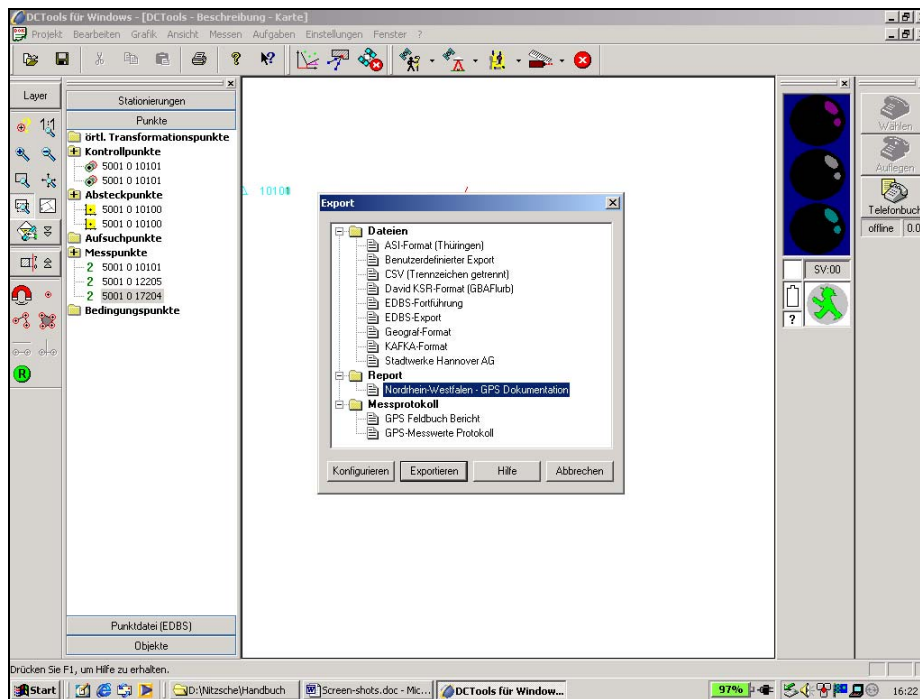 DCTools für Windows - [DCTools - Beschreibung - Karte]
Projekt Bearbeiten Grafik Ansicht Messen Aufgaben Einstellungen Fenster ?
Layer
1:1
R
Stationierungen
Punkte
örtl. Transformationspunkte
Kontrollpunkte
5001 0 10101
5001 0 10101
Absteckpunkte
5001 0 10100
5001 0 10100
Aufsuchpunkte
Messpunkte
2 5001 0 10101
2 5001 0 12205
2 5001 0 17204
Bedingungspunkte
Punktdatei (EDBS)
Objekte
Export
Dateien
ASI-Format (Thüringen)
Benutzerdefinierter Export
CSV (Trennzeichen getrennt)
David KSR-Format (GBAFlurb)
EDBS-Fortführung
EDBS-Export
Geograf-Format
KAFKA-Format
Stadtwerke Hannover AG
Report
Nordrhein-Westfalen - GPS Dokumentation
Messprotokoll
GPS Feldbuch Bericht
GPS-Messwerte Protokoll
Konfigurieren Exportieren Hilfe Abbrechen
SV:00
?
Wählen
Auflegen
Telefonbuch
offline 0.0
Drücken Sie F1, um Hilfe zu erhalten.
Start D:\Nitzsche\Handbuch Screen-shots.doc - Mic... DCTools für Window... 97% 16:22